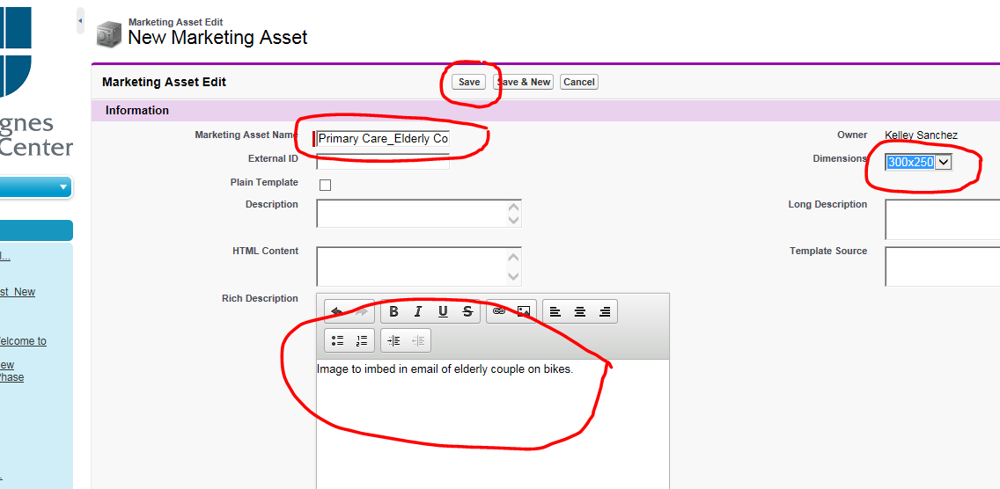 Marketing Asset Edit
New Marketing Asset
Marketing Asset Edit
Save
Save & New
Cancel
Information
Marketing Asset Name
Primary Care_Elderly Co
Owner
Kelley Sanchez
External ID
Dimensions
300x250
Plain Template
Description
Long Description
HTML Content
Template Source
Rich Description
B I U S
Image to imbed in email of elderly couple on bikes.
gnes
Center
st_New
elcome to
ew
hase